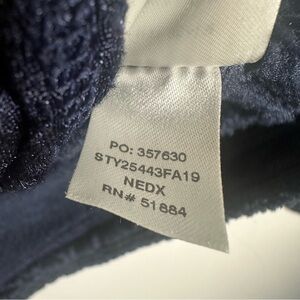 PO: 357630
STY25443FA19
NEDX
RN# 51884